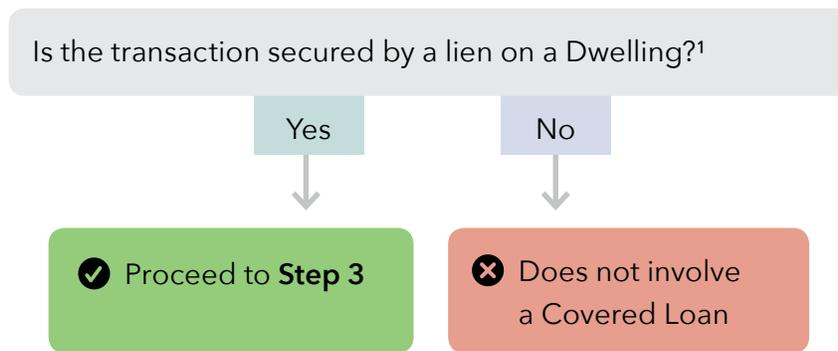 Is the transaction secured by a lien on a Dwelling?¹
Yes
No
Proceed to Step 3
Does not involve
a Covered Loan